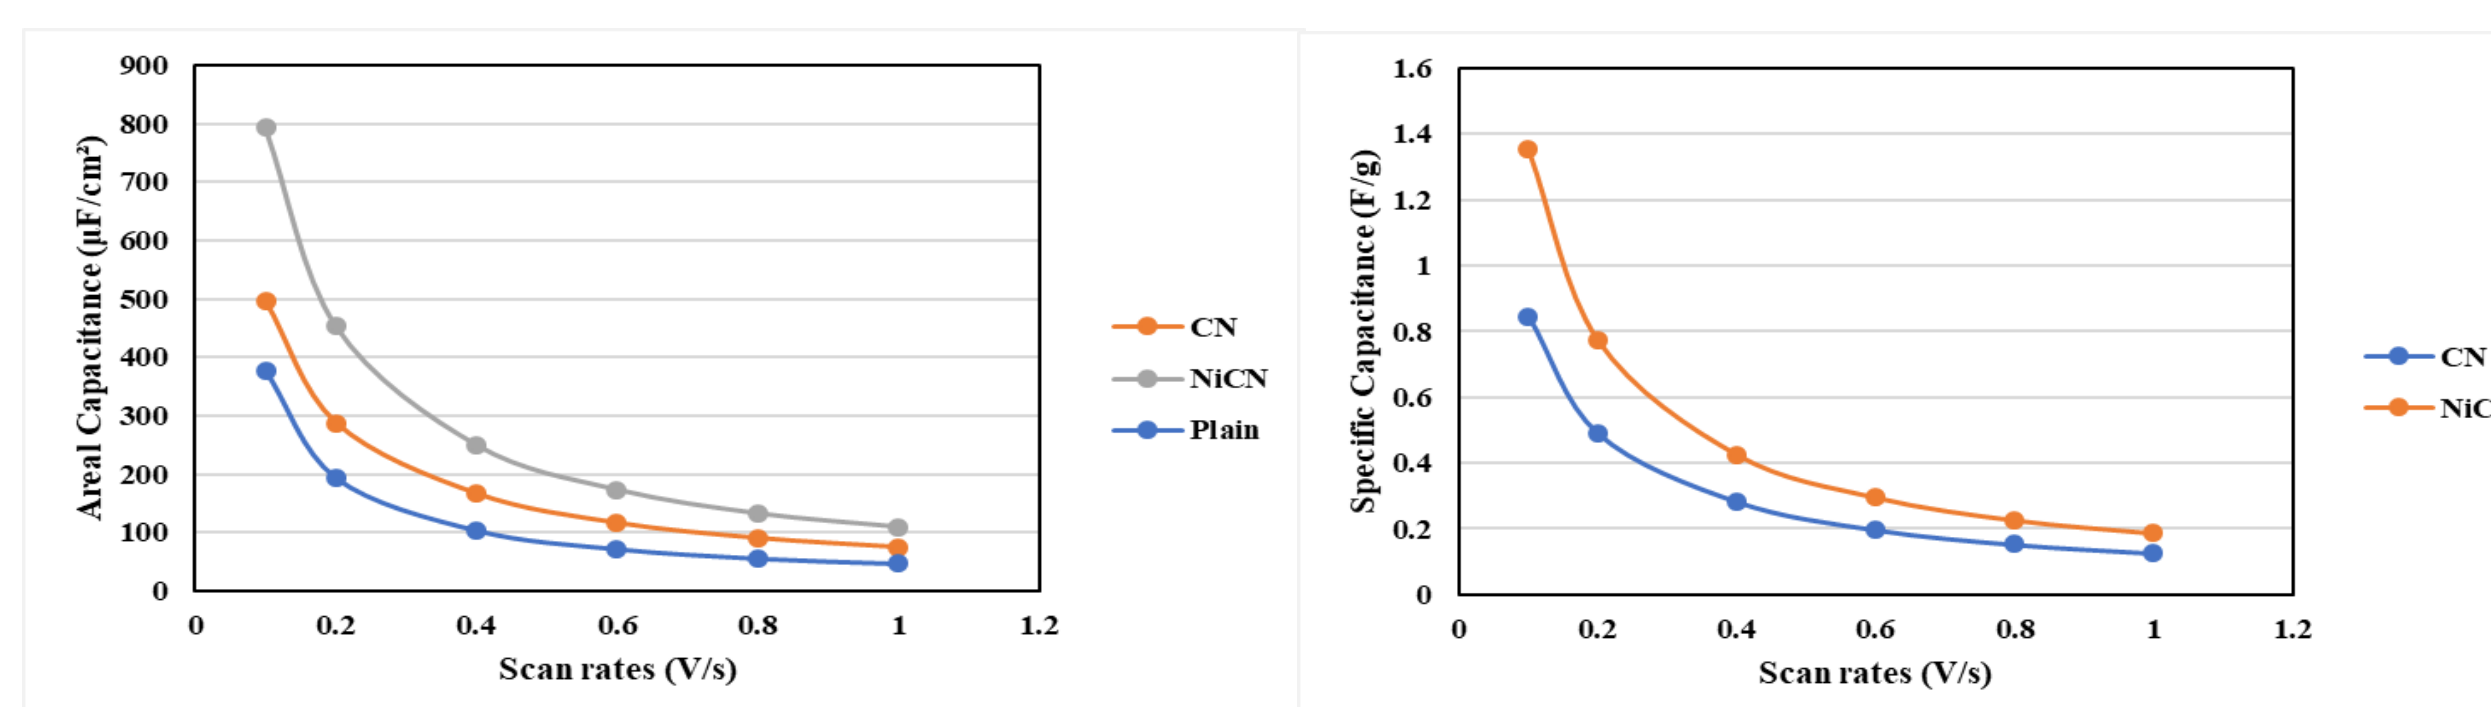 900
800
700
600
500
400
300
200
100
0
Areal Capacitance (µF/cm²)
0 0.2 0.4 0.6 0.8 1 1.2
Scan rates (V/s)
CN
NiCN
Plain
1.6
1.4
1.2
1
0.8
0.6
0.4
0.2
0
Specific Capacitance (F/g)
0 0.2 0.4 0.6 0.8 1 1.2
Scan rates (V/s)
CN
NiC